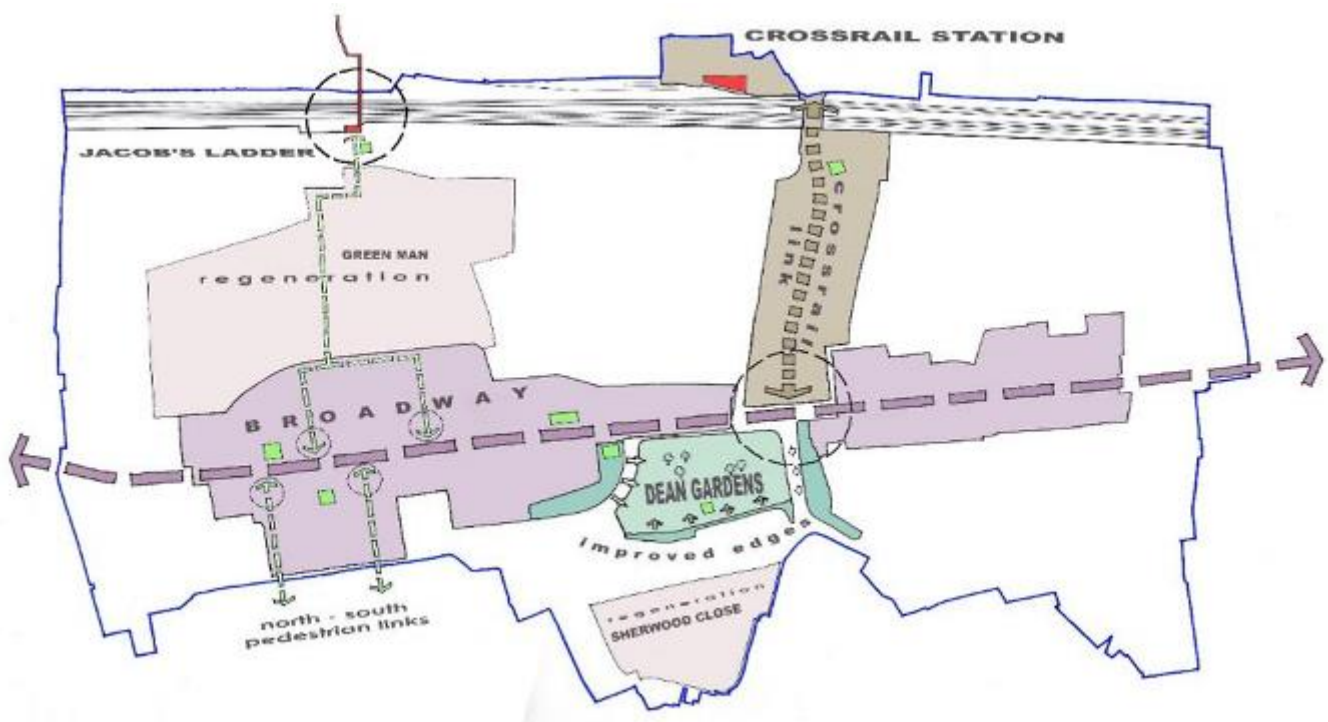 CROSSRAIL STATION
JACOB'S LADDER
GREEN MAN
regeneration
crossrail
link
BROADWAY
DEAN GARDENS
improved edges
north - south
pedestrian links
regeneration
SHERWOOD CLOSE